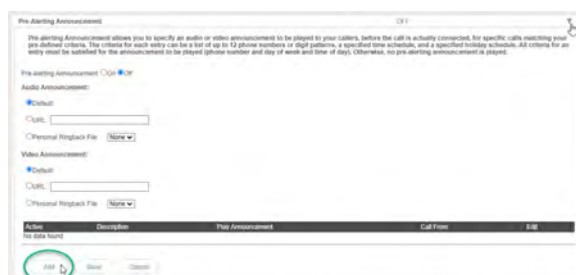 Pre-Alerting Announcement OFF
Pre-alerting Announcement allows you to specify an audio or video announcement to be played to your callers, before the call is actually connected, for specific calls matching your
pre-defined criteria. The criteria for each entry can be a list of up to 12 phone numbers or digit patterns, a specified time schedule, and a specified holiday schedule. All criteria for an
entry must be satisfied for the announcement to be played (phone number and day of week and time of day). Otherwise, no pre-alerting announcement is played.
Pre-alerting Announcement On Off
Audio Announcement:
Default
URL
Personal Ringback File None
Video Announcement:
Default
URL
Personal Ringback File None
Active Description Play Announcement Call From Edit
No data found
Add Save Cancel